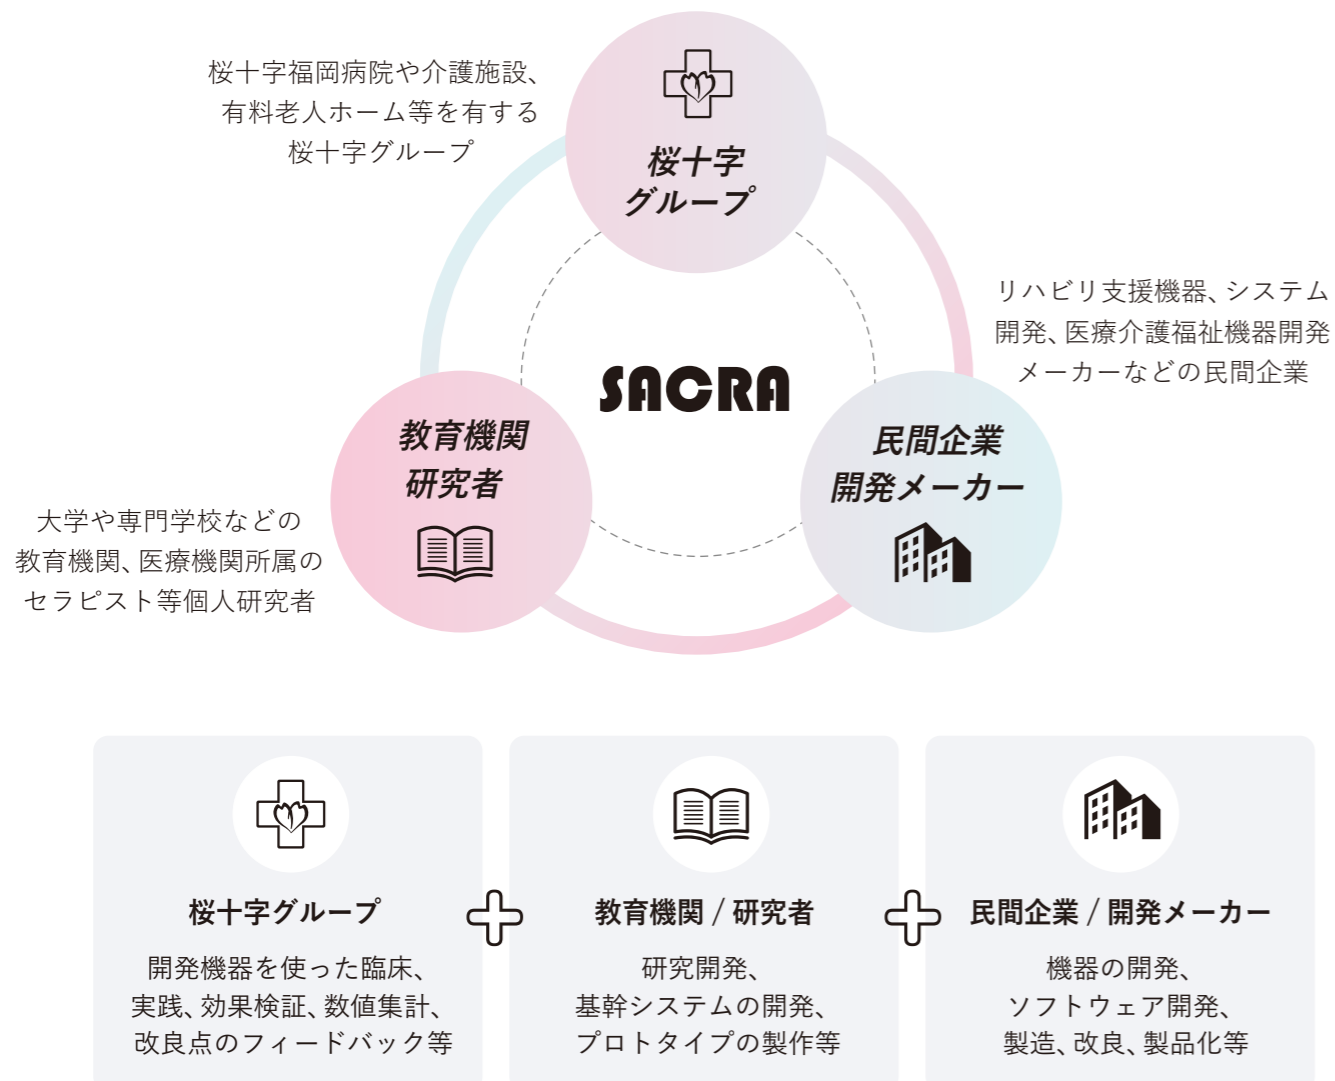 桜十字福岡病院や介護施設、
有料老人ホーム等を有する
桜十字グループ
桜十字
グループ
リハビリ支援機器、システム
開発、医療介護福祉機器開発
メーカーなどの民間企業
SACRA
教育機関
研究者
民間企業
開発メーカー
大学や専門学校などの
教育機関、医療機関所属の
セラピスト等個人研究者
桜十字グループ
開発機器を使った臨床、
実践、効果検証、数値集計、
改良点のフィードバック等
教育機関 / 研究者
研究開発、
基幹システムの開発、
プロトタイプの製作等
民間企業 / 開発メーカー
機器の開発、
ソフトウェア開発、
製造、改良、製品化等